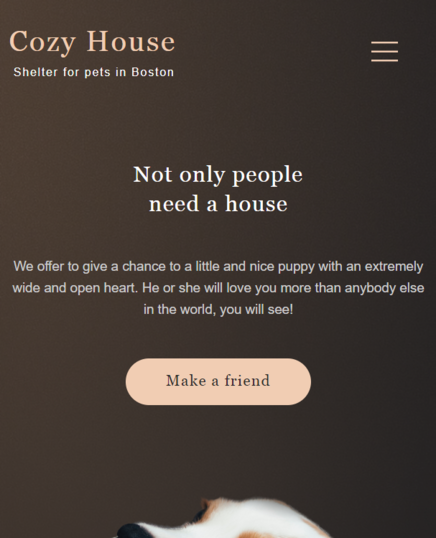 Cozy House
Shelter for pets in Boston
Not only people
need a house
We offer to give a chance to a little and nice puppy with an extremely
wide and open heart. He or she will love you more than anybody else
in the world, you will see!
Make a friend